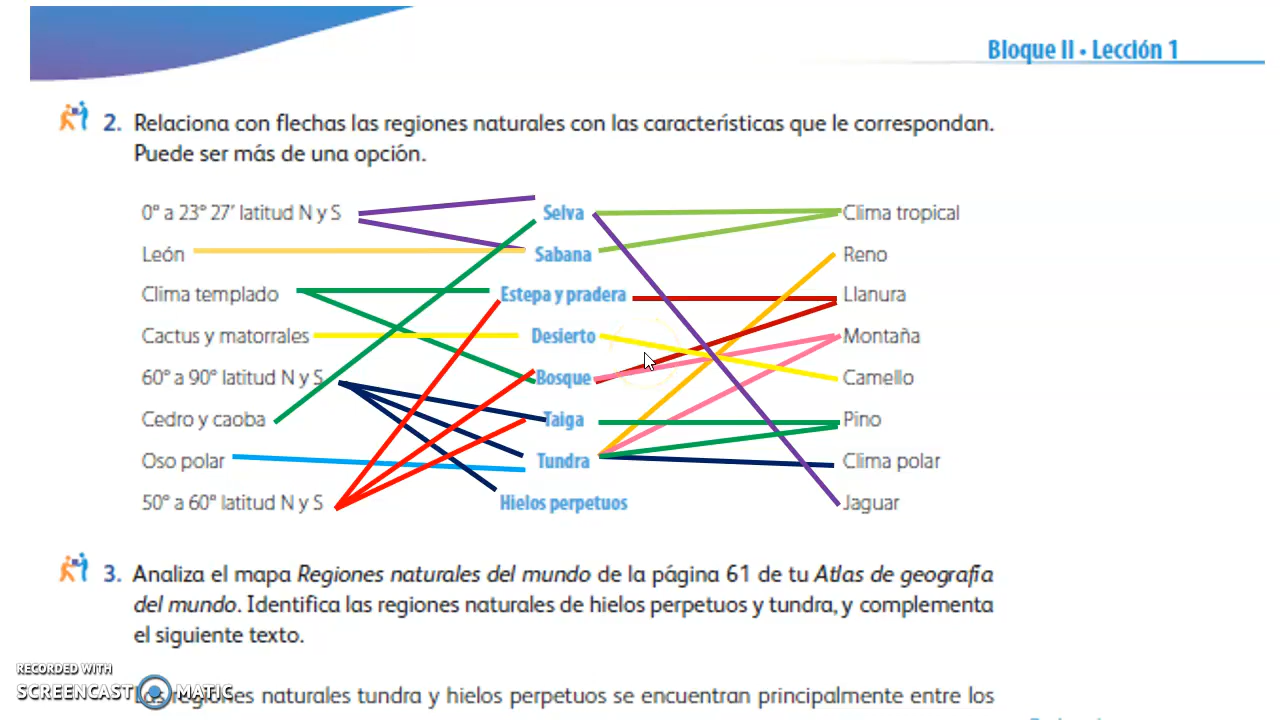 Bloque II • Lección 1
2. Relaciona con flechas las regiones naturales con las características que le correspondan.
Puede ser más de una opción.
0° a 23° 27' latitud N y S Selva Clima tropical
León Sabana Reno
Clima templado Estepa y pradera Llanura
Cactus y matorrales Desierto Montaña
60° a 90° latitud N y S Bosque Camello
Cedro y caoba Taiga Pino
Oso polar Tundra Clima polar
50° a 60° latitud N y S Hielos perpetuos Jaguar
3. Analiza el mapa Regiones naturales del mundo de la página 61 de tu Atlas de geografía
del mundo. Identifica las regiones naturales de hielos perpetuos y tundra, y complementa
el siguiente texto.
RECORDED WITH
SCREENCAST MATIC
Las regiones naturales tundra y hielos perpetuos se encuentran principalmente entre los